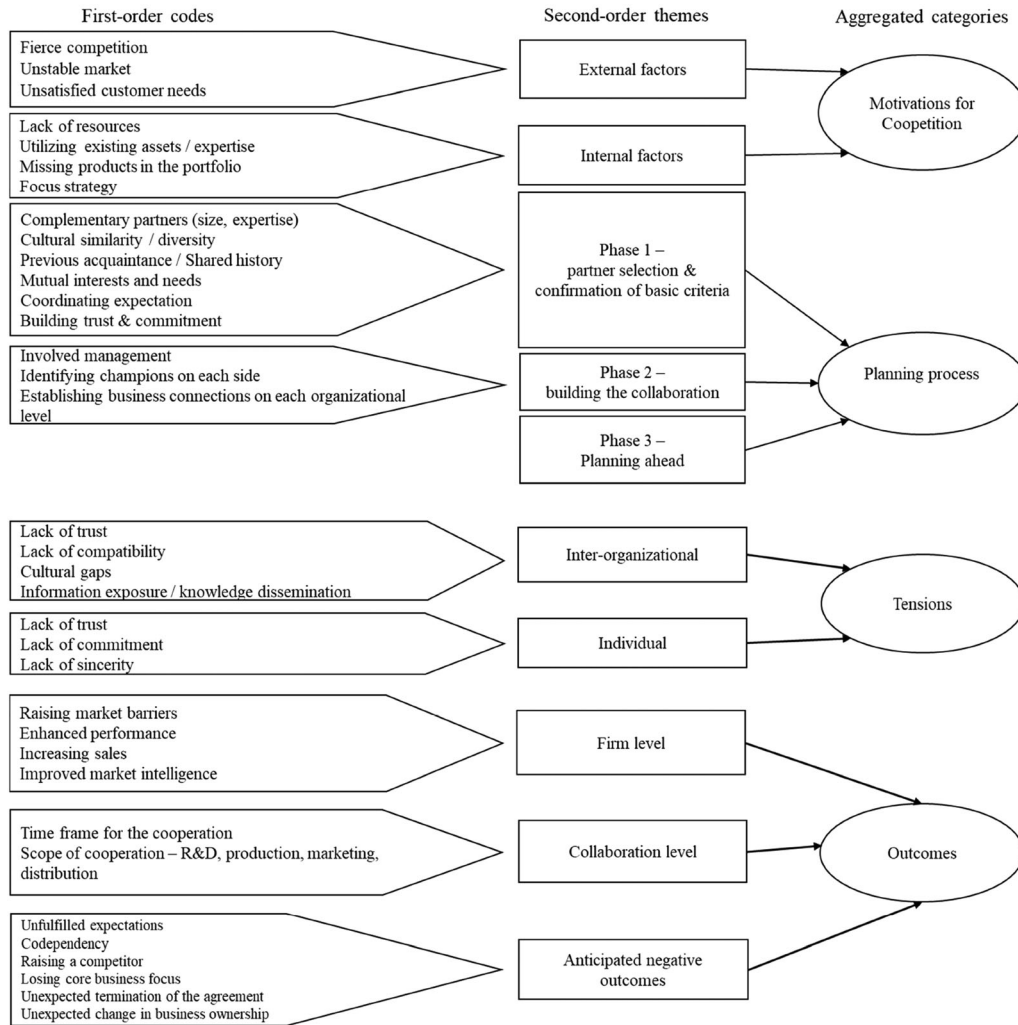 First-order codes
Second-order themes
Aggregated categories
Fierce competition
Unstable market
Unsatisfied customer needs
External factors
Motivations for
Coopetition
Lack of resources
Utilizing existing assets / expertise
Missing products in the portfolio
Focus strategy
Internal factors
Complementary partners (size, expertise)
Cultural similarity / diversity
Previous acquaintance / Shared history
Mutual interests and needs
Coordinating expectation
Building trust & commitment
Phase 1 –
partner selection &
confirmation of basic criteria
Involved management
Identifying champions on each side
Establishing business connections on each organizational
level
Phase 2 –
building the collaboration
Planning process
Phase 3 –
Planning ahead
Lack of trust
Lack of compatibility
Cultural gaps
Information exposure / knowledge dissemination
Inter-organizational
Tensions
Lack of trust
Lack of commitment
Lack of sincerity
Individual
Raising market barriers
Enhanced performance
Increasing sales
Improved market intelligence
Firm level
Time frame for the cooperation
Scope of cooperation – R&D, production, marketing,
distribution
Collaboration level
Outcomes
Unfulfilled expectations
Codependency
Raising a competitor
Losing core business focus
Unexpected termination of the agreement
Unexpected change in business ownership
Anticipated negative
outcomes